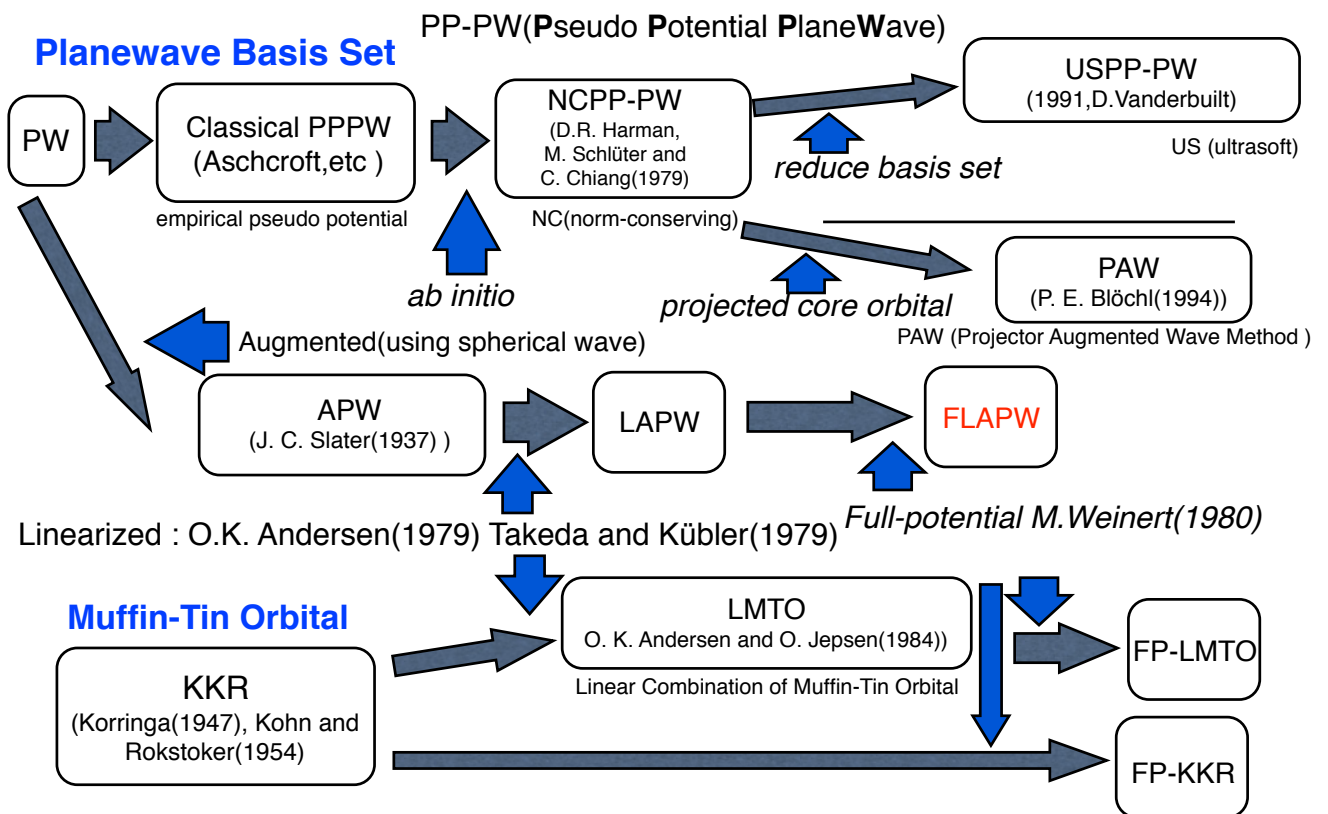 PP-PW(Pseudo Potential PlaneWave)
Planewave Basis Set
PW
Classical PPPW
(Aschcroft,etc )
empirical pseudo potential
NCPP-PW
(D.R. Harman,
M. Schlüter and
C. Chiang(1979)
NC(norm-conserving)
USPP-PW
(1991,D.Vanderbuilt)
US (ultrasoft)
reduce basis set
ab initio
projected core orbital
PAW
(P. E. Blöchl(1994))
PAW (Projector Augmented Wave Method )
Augmented(using spherical wave)
APW
(J. C. Slater(1937) )
LAPW
FLAPW
Full-potential M.Weinert(1980)
Linearized : O.K. Andersen(1979) Takeda and Kübler(1979)
Muffin-Tin Orbital
LMTO
O. K. Andersen and O. Jepsen(1984))
Linear Combination of Muffin-Tin Orbital
FP-LMTO
KKR
(Korringa(1947), Kohn and
Rokstoker(1954)
FP-KKR